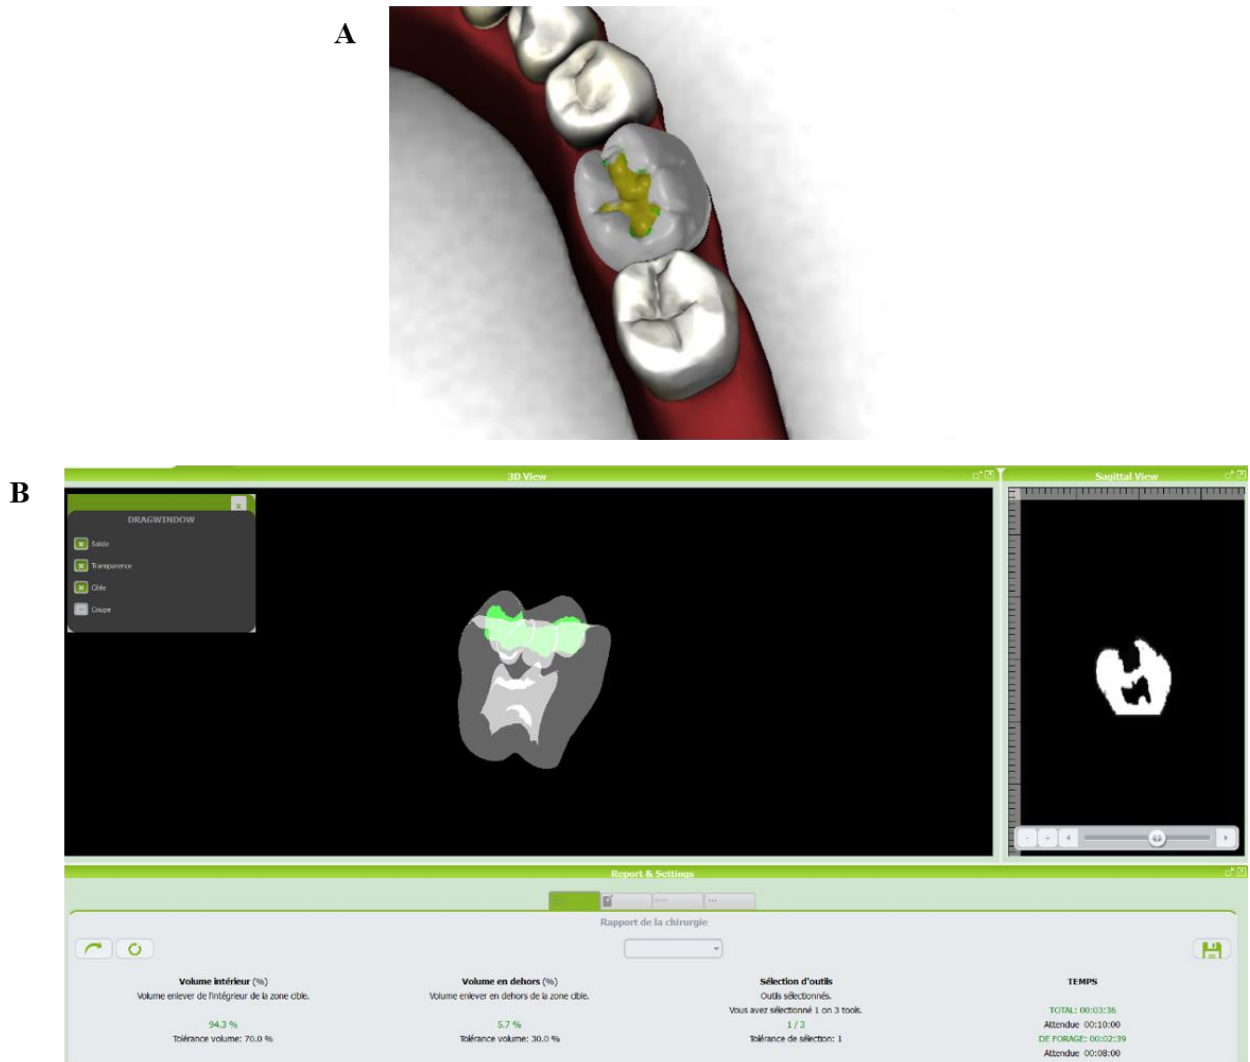 A
B
3D View
Sagittal View
x
DRAGWINDOW
Solide
Transparence
Cible
Coupe
Report & Settings
Rapport de la chirurgie
Volume intérieur (%)
Volume enlever de l'intégrieur de la zone cible.
94.3 %
Tolérance volume: 70.0 %
Volume en dehors (%)
Volume enlever en dehors de la zone cible.
5.7 %
Tolérance volume: 30.0 %
Sélection d'outils
Outils sélectionnés.
Vous avez sélectionné 1 on 3 tools.
1 / 3
Tolérance de sélection: 1
TEMPS
TOTAL: 00:03:36
Attendue 00:10:00
DE FORAGE: 00:02:39
Attendue 00:08:00